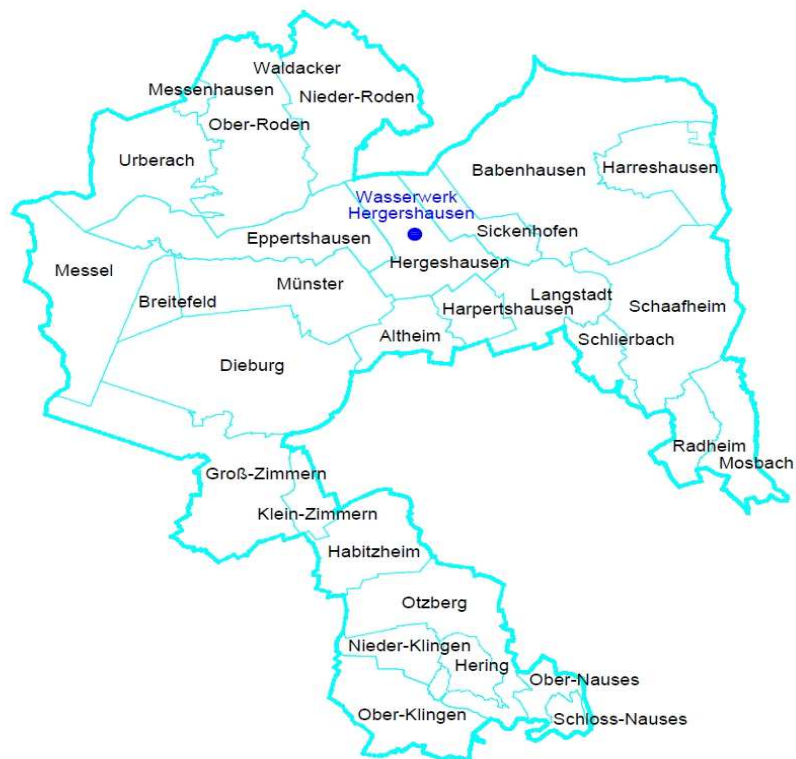 Waldacker
Messenhausen
Nieder-Roden
Ober-Roden
Urberach
Babenhausen
Harreshausen
Wasserwerk
Hergershausen
Sickenhofen
Eppertshausen
Hergeshausen
Messel
Münster
Breitefeld
Langstadt
Schaafheim
Harpertshausen
Altheim
Schlierbach
Dieburg
Radheim
Mosbach
Groß-Zimmern
Klein-Zimmern
Habitzheim
Otzberg
Nieder-Klingen
Hering
Ober-Nauses
Ober-Klingen
Schloss-Nauses